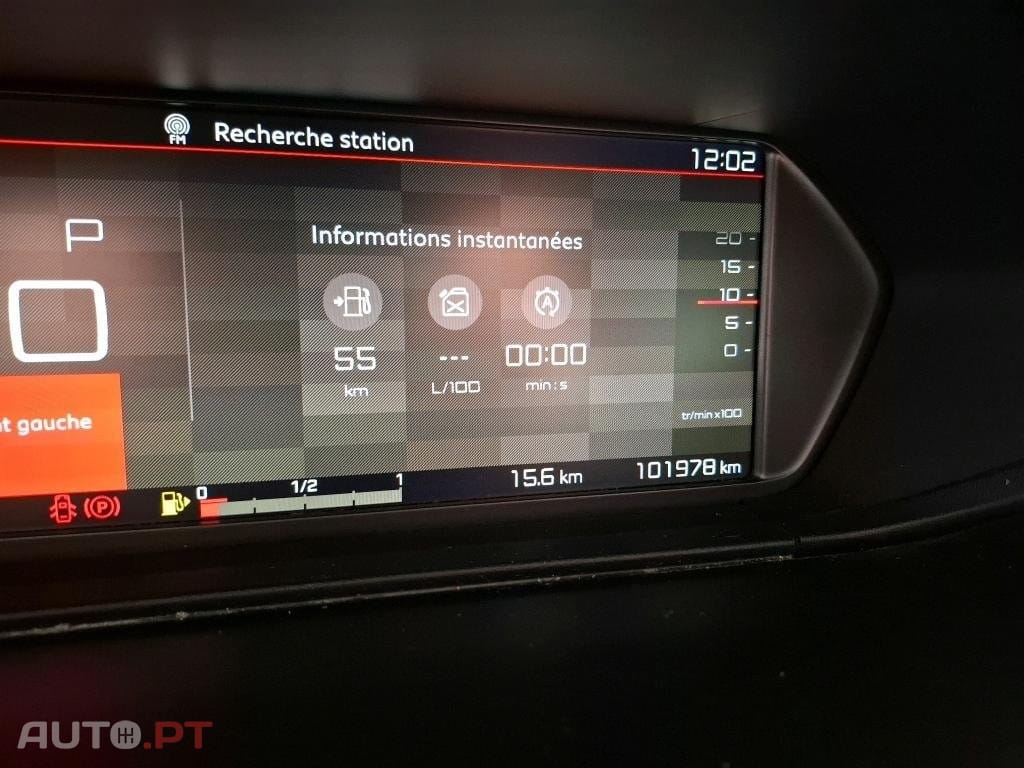 FM
Recherche station
12:02
P
Informations instantanées
20 -
15 -
10 -
5 -
0 -
A
55
km
---
L/100
00:00
min:s
tr/min x100
gauche
P
0
1/2
1
15.6 km
101978 km
AUTO.PT